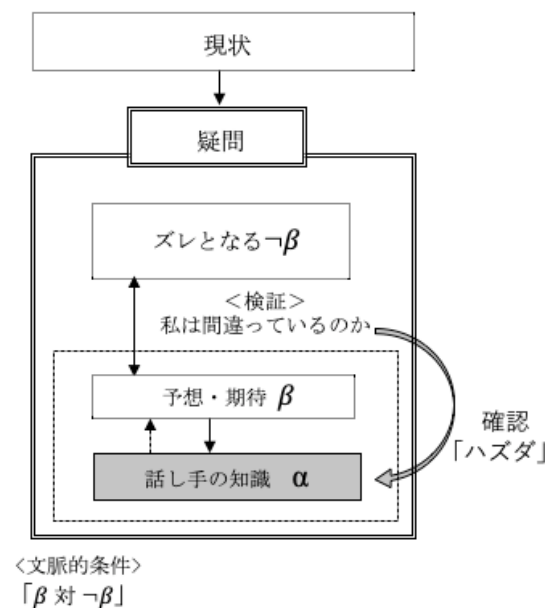 現状
疑問
ズレとなる¬β
＜検証＞
私は間違っているのか
予想・期待 β
確認
「ハズダ」
話し手の知識 α
＜文脈的条件＞
「β 対 ¬β」